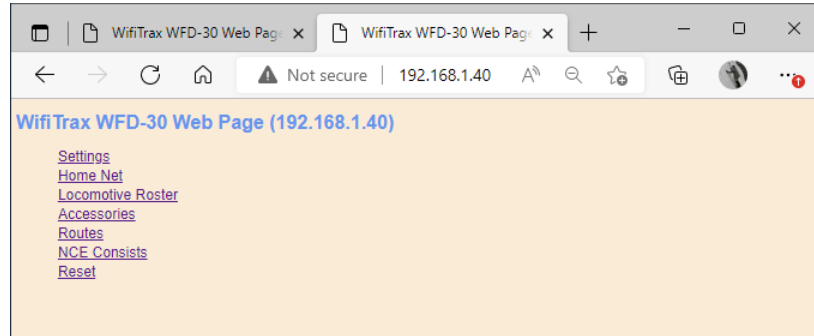 WifiTrax WFD-30 Web Page WifiTrax WFD-30 Web Page
Not secure 192.168.1.40
WifiTrax WFD-30 Web Page (192.168.1.40)
Settings
Home Net
Locomotive Roster
Accessories
Routes
NCE Consists
Reset